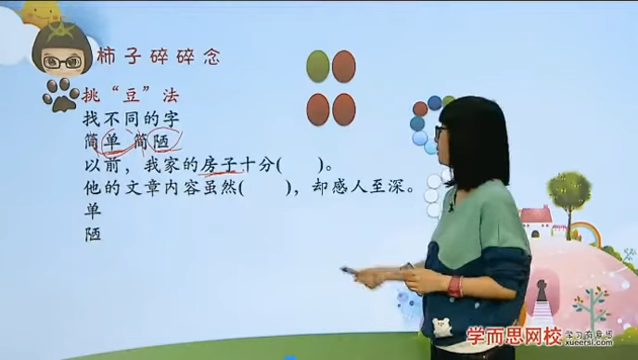 柿子碎碎念
挑“豆”法
找不同的字
简单 简陋
以前，我家的房子十分(    )。
他的文章内容虽然(    )，却感人至深。
单
陋
学而思网校
xueersi.com